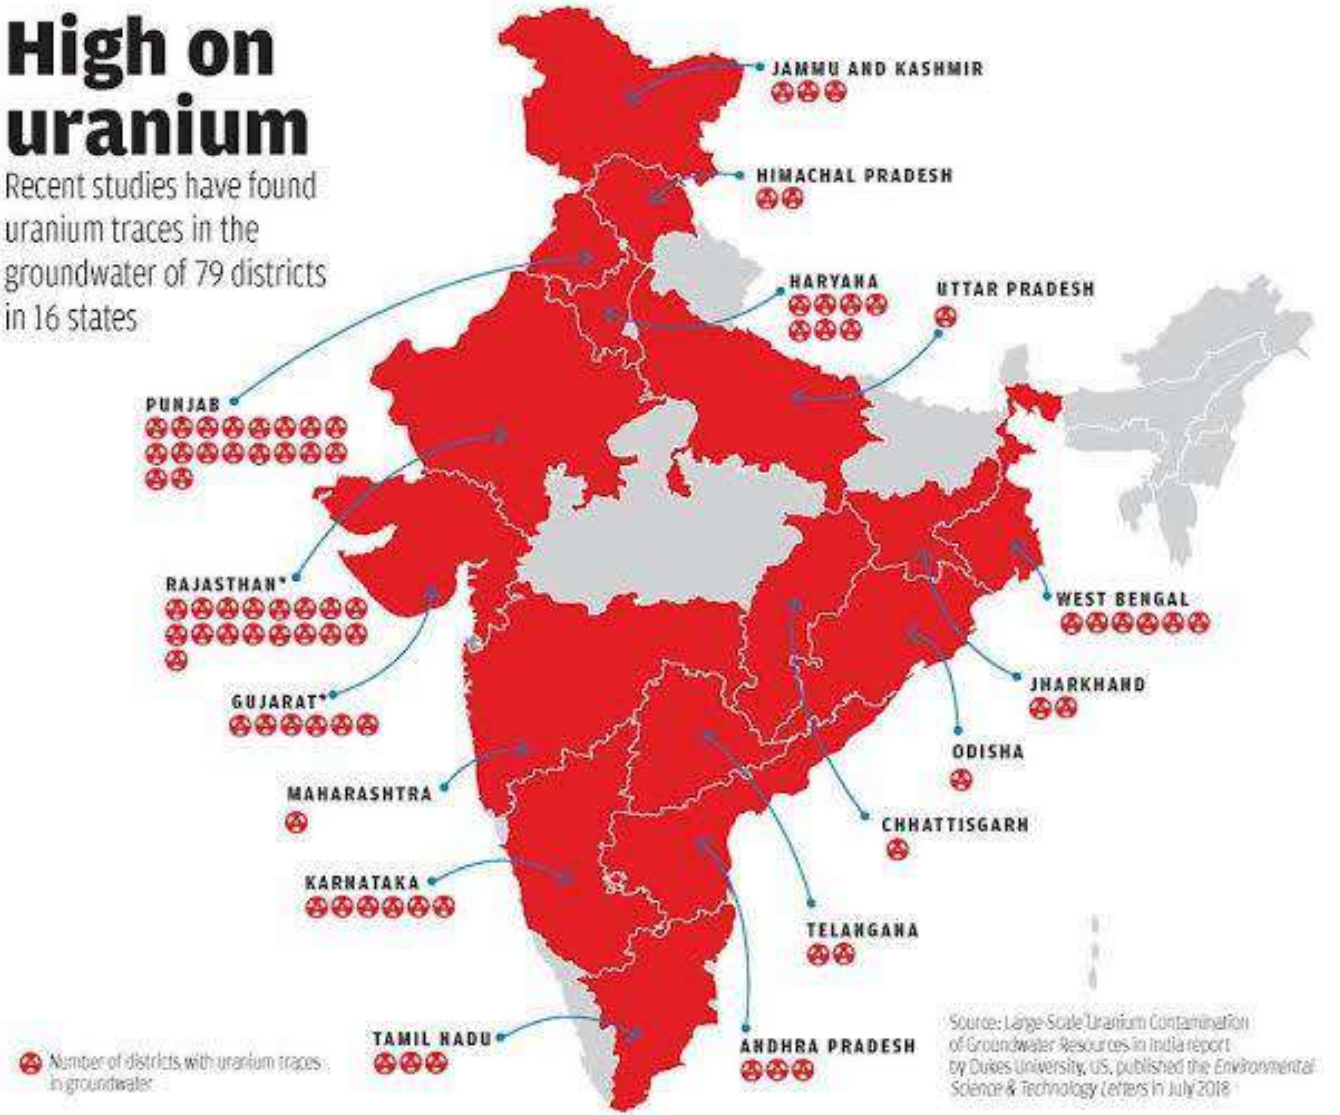 High on
uranium
Recent studies have found
uranium traces in the
groundwater of 79 districts
in 16 states
JAMMU AND KASHMIR
HIMACHAL PRADESH
HARYANA
UTTAR PRADESH
PUNJAB
RAJASTHAN*
GUJARAT*
WEST BENGAL
JHARKHAND
ODISHA
MAHARASHTRA
CHHATTISGARH
KARNATAKA
TELANGANA
TAMIL NADU
ANDHRA PRADESH
Number of districts with uranium traces
in groundwater
Source: Large-Scale Uranium Contamination
of Groundwater Resources in India report
by Dukes University, US, published the Environmental
Science & Technology Letters in July 2018